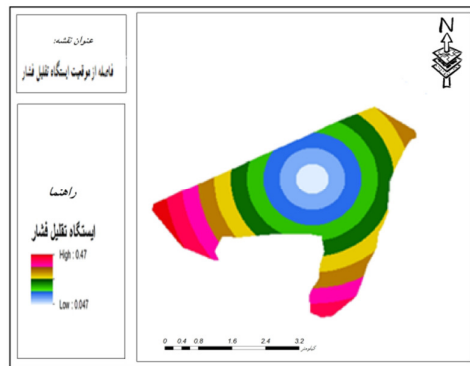 عنوان نقشه:
فاصله از موقعیت ایستگاه تقلیل فشار
راهنما
ایستگاه تقلیل فشار
High : 0.47
Low : 0.047
N
0 0.4 0.8 1.6 2.4 3.2
کیلومتر